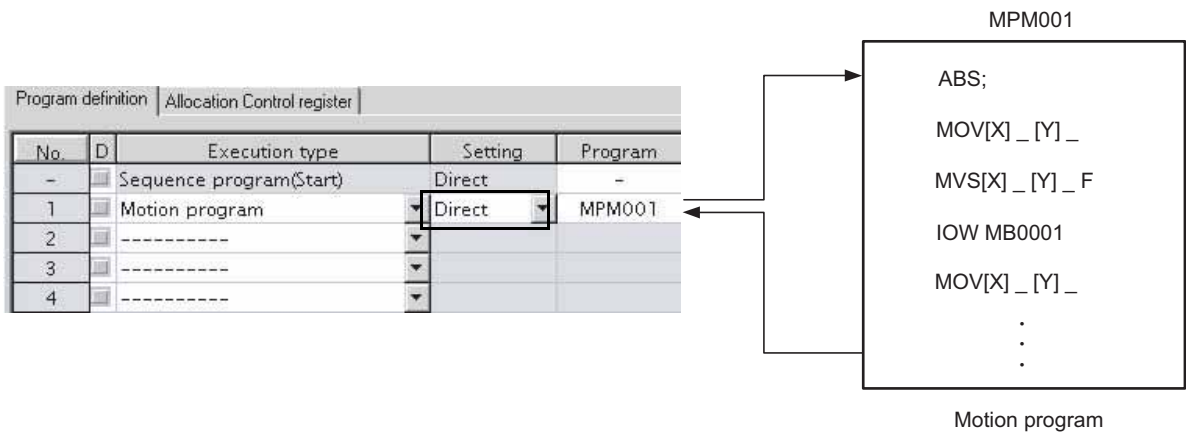 MPM001
Program definition Allocation Control register
No. D Execution type Setting Program
- Sequence program(Start) Direct -
1 Motion program Direct MPM001
2 ----------
3 ----------
4 ----------
ABS;
MOV[X] _ [Y] _
MVS[X] _ [Y] _ F
IOW MB0001
MOV[X] _ [Y] _
.
.
.
Motion program